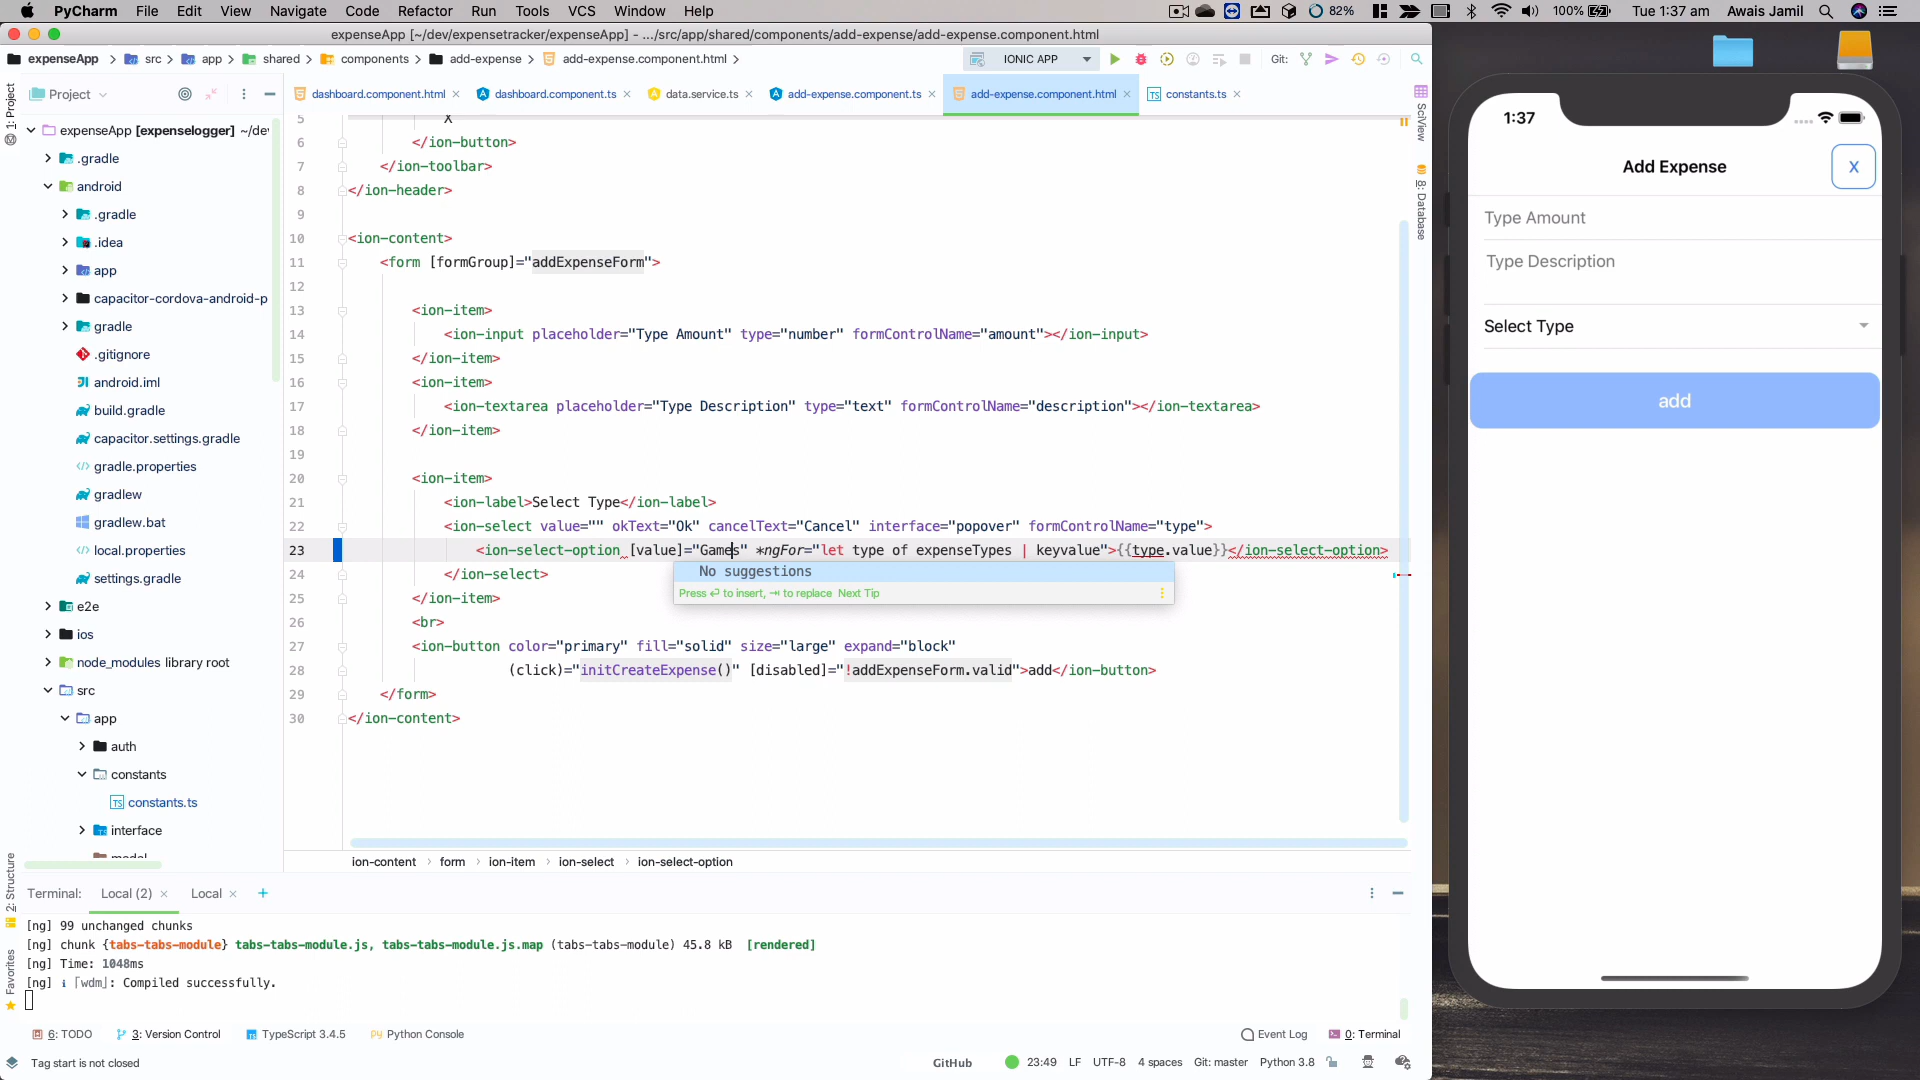 PyCharm File Edit View Navigate Code Refactor Run Tools VCS Window Help 82% 100% Tue 1:37 am Awais Jamil
expenseApp [~/dev/expensetracker/expenseApp] - .../src/app/shared/components/add-expense/add-expense.component.html
expenseApp src app shared components add-expense add-expense.component.html IONIC APP Git:
1: Project
Project
dashboard.component.html dashboard.component.ts data.service.ts add-expense.component.ts add-expense.component.html constants.ts
SciView
8: Database
expenseApp [expenselogger] ~/de
.gradle
android
.gradle
.idea
app
capacitor-cordova-android-p
gradle
.gitignore
android.iml
build.gradle
capacitor.settings.gradle
gradle.properties
gradlew
gradlew.bat
local.properties
settings.gradle
e2e
ios
node_modules library root
src
app
auth
constants
constants.ts
interface
5 X
6 </ion-button>
7 </ion-toolbar>
8 </ion-header>
9
10 <ion-content>
11 <form [formGroup]="addExpenseForm">
12
13 <ion-item>
14 <ion-input placeholder="Type Amount" type="number" formControlName="amount"></ion-input>
15 </ion-item>
16 <ion-item>
17 <ion-textarea placeholder="Type Description" type="text" formControlName="description"></ion-textarea>
18 </ion-item>
19
20 <ion-item>
21 <ion-label>Select Type</ion-label>
22 <ion-select value="" okText="Ok" cancelText="Cancel" interface="popover" formControlName="type">
23 <ion-select-option [value]="Games" *ngFor="let type of expenseTypes | keyvalue">{{type.value}}</ion-select-option>
24 </ion-select>
No suggestions
Press ⏎ to insert, ⇥ to replace Next Tip
25 </ion-item>
26 <br>
27 <ion-button color="primary" fill="solid" size="large" expand="block"
28 (click)="initCreateExpense()" [disabled]="!addExpenseForm.valid">add</ion-button>
29 </form>
30 </ion-content>
ion-content form ion-item ion-select ion-select-option
2: Structure
Favorites
Terminal: Local (2) Local +
[ng] 99 unchanged chunks
[ng] chunk {tabs-tabs-module} tabs-tabs-module.js, tabs-tabs-module.js.map (tabs-tabs-module) 45.8 kB [rendered]
[ng] Time: 1048ms
[ng] ℹ ｢wdm｣: Compiled successfully.
6: TODO 3: Version Control TypeScript 3.4.5 Python Console Event Log 0: Terminal
Tag start is not closed GitHub 23:49 LF UTF-8 4 spaces Git: master Python 3.8
1:37
Add Expense X
Type Amount
Type Description
Select Type
add